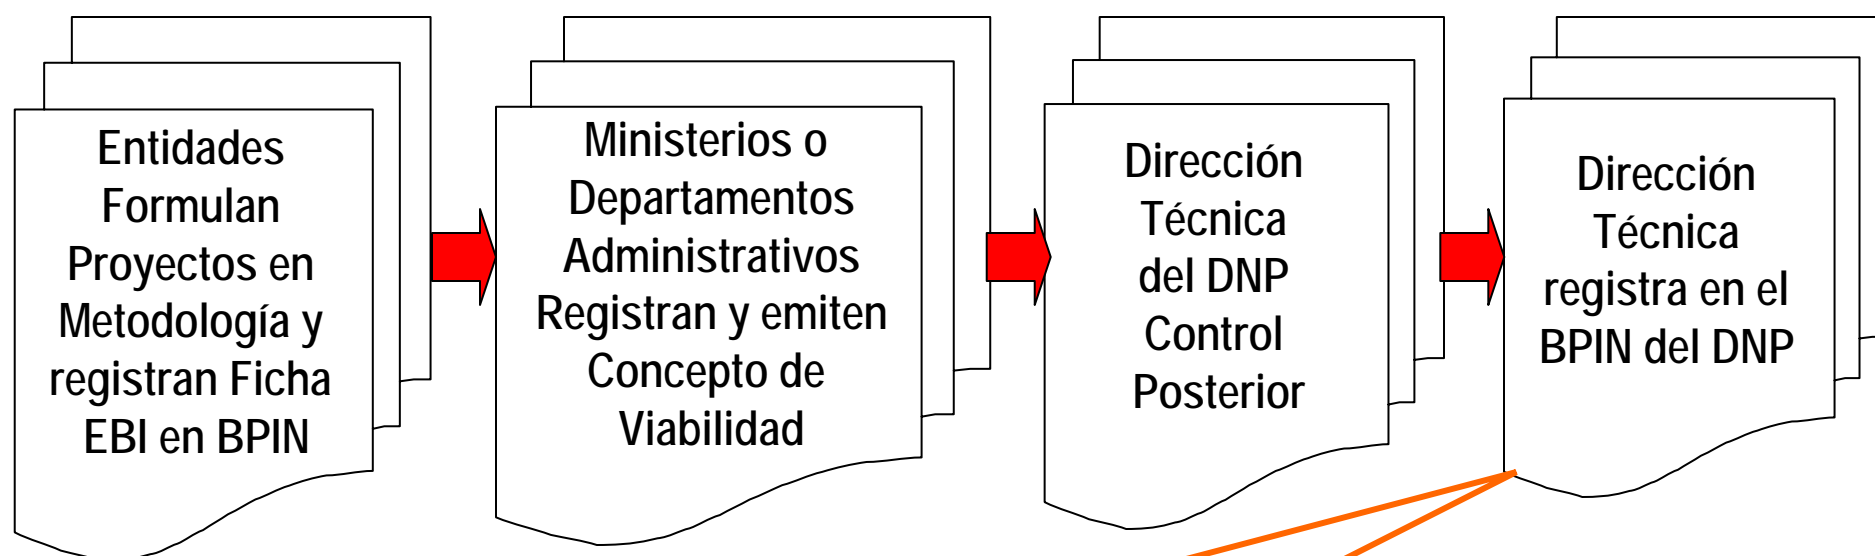 Entidades
Formulan
Proyectos en
Metodología y
registran Ficha
EBI en BPIN
Ministerios o
Departamentos
Administrativos
Registran y emiten
Concepto de
Viabilidad
Dirección
Técnica
del DNP
Control
Posterior
Dirección
Técnica
registra en el
BPIN del DNP